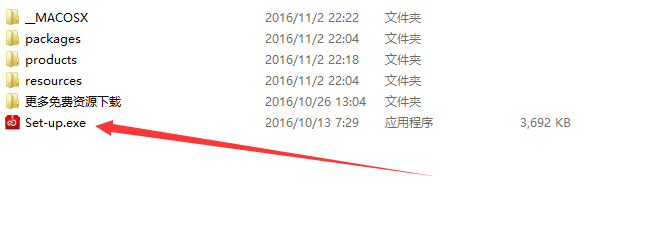 __MACOSX 2016/11/2 22:22 文件夹
packages 2016/11/2 22:04 文件夹
products 2016/11/2 22:18 文件夹
resources 2016/11/2 22:04 文件夹
更多免费资源下载 2016/10/26 13:04 文件夹
Set-up.exe 2016/10/13 7:29 应用程序 3,692 KB